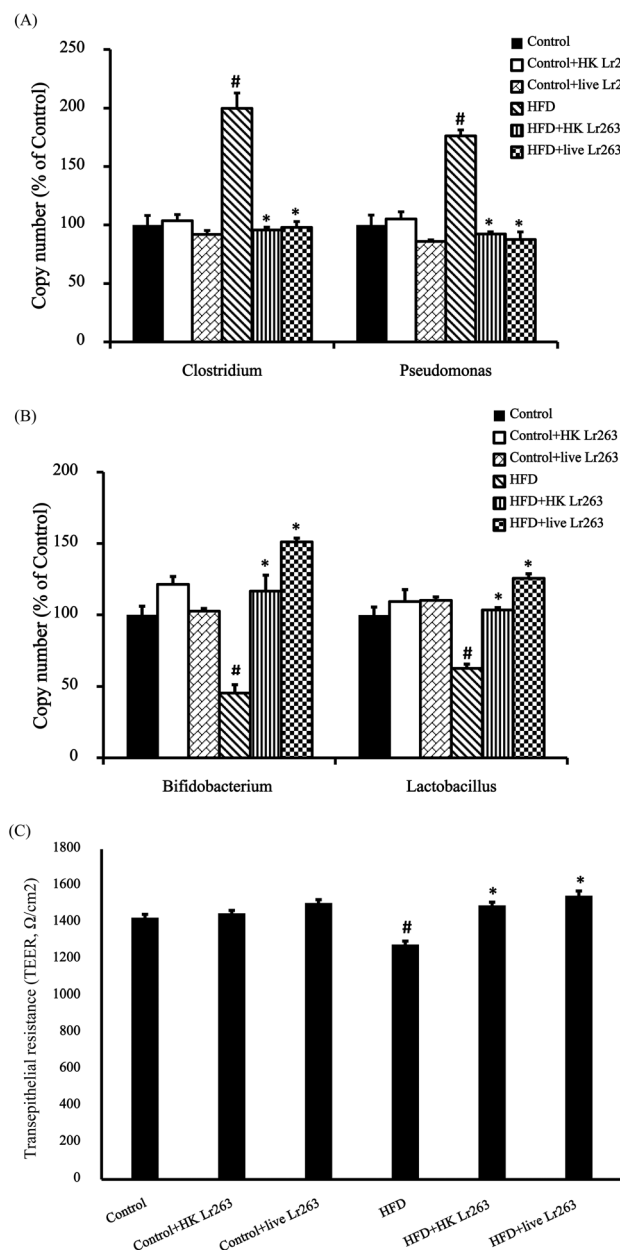 (A)
Copy number (% of Control)
250
200
150
100
50
0
#
*
*
#
*
*
Clostridium
Pseudomonas
Control
Control+HK Lr2
Control+live Lr2
HFD
HFD+HK Lr263
HFD+live Lr263
(B)
Copy number (% of Control)
200
150
100
50
0
#
*
*
#
*
*
Bifidobacterium
Lactobacillus
Control
Control+HK Lr263
Control+live Lr263
HFD
HFD+HK Lr263
HFD+live Lr263
(C)
Transepithelial resistance (TEER, Ω/cm2)
1800
1600
1400
1200
1000
800
600
400
200
0
#
*
*
Control
Control+HK Lr263
Control+live Lr263
HFD
HFD+HK Lr263
HFD+live Lr263